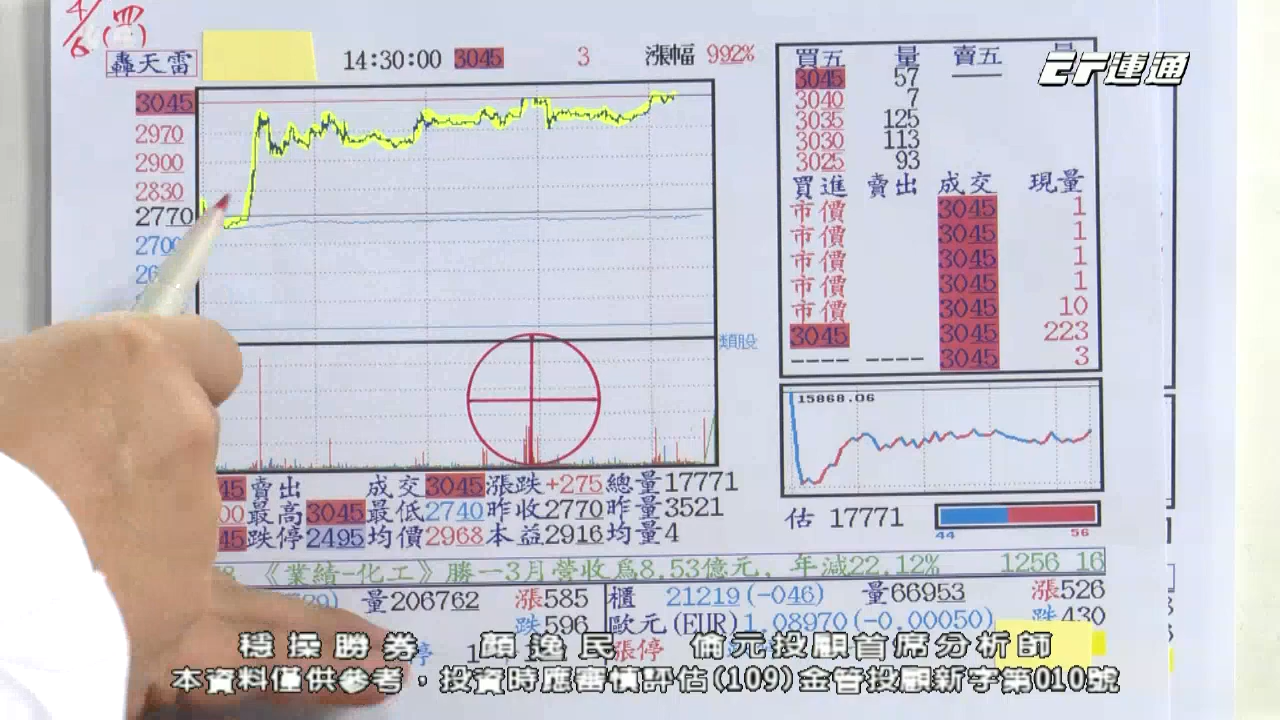 4/6(四)
轟天雷 14:30:00 3045 3 漲幅 992%
ET運通
3045
2970
2900
2830
2770
2700
類股
買五 量 賣五 量
3045 57
3040 7
3035 125
3030 113
3025 93
買進 賣出 成交 現量
市價 3045 1
市價 3045 1
市價 3045 1
市價 3045 1
市價 3045 10
3045 3045 223
---- ---- 3045 3
15868.06
估 17771
44 56
45 賣出 成交 3045 漲跌 +275 總量 17771
00 最高 3045 最低 2740 昨收 2770 昨量 3521
45 跌停 2495 均價 2968 本益 2916 均量 4
《業績-化工》勝一3月營收為8.53億元, 年減22.12% 1256 16
量206762 漲585 櫃 21219(-046) 量66953 漲526
跌596 歐元(EUR) 1.08970(-0.00050) 跌430
停 漲停
穩操勝券 顏逸民 倫元投顧首席分析師
本資料僅供參考，投資時應審慎評估(109)金管投顧新字第010號